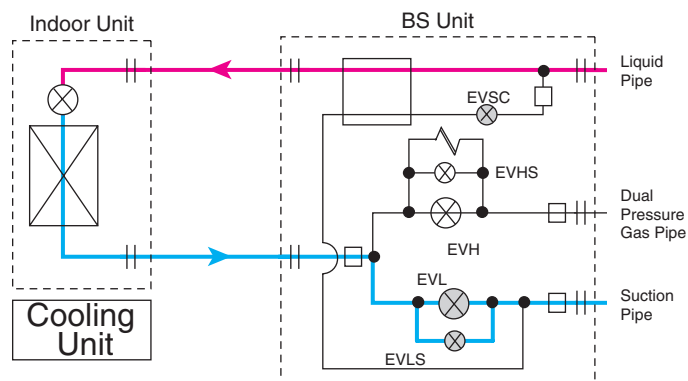 Indoor Unit
BS Unit
Liquid
Pipe
EVSC
EVHS
Dual
Pressure
Gas Pipe
EVH
EVL
Suction
Pipe
Cooling
Unit
EVLS